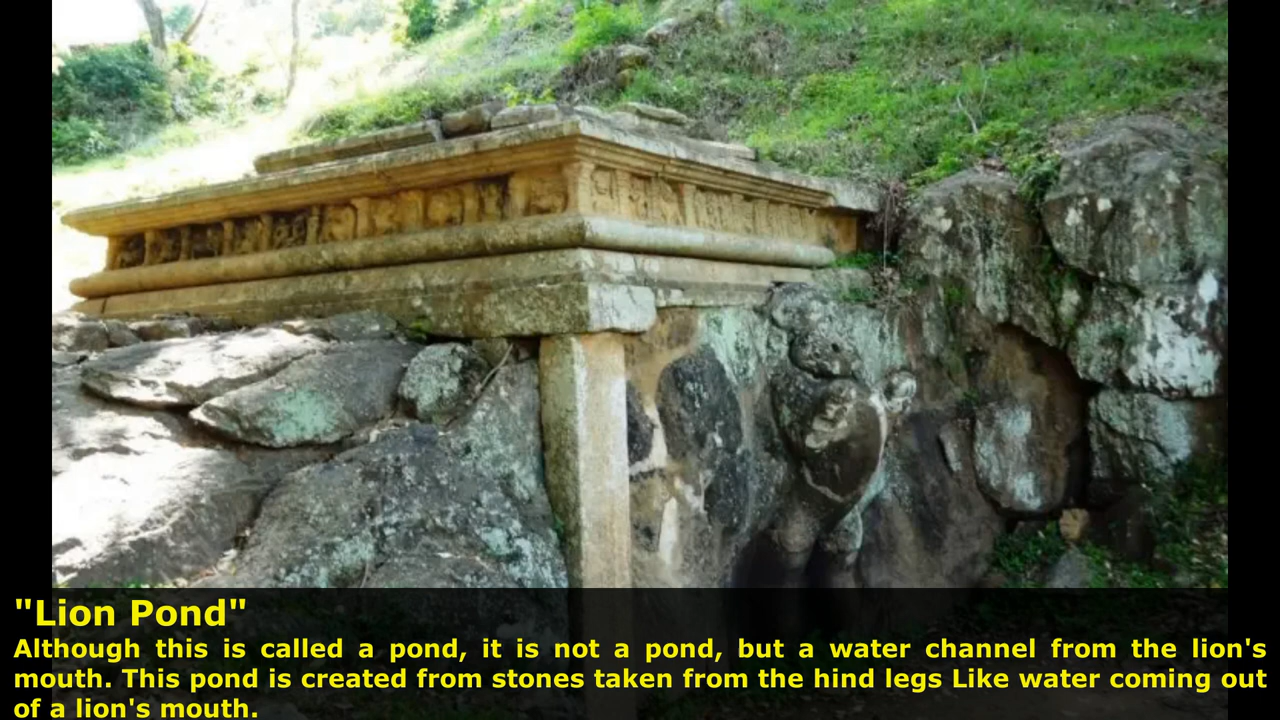 "Lion Pond"
Although this is called a pond, it is not a pond, but a water channel from the lion's
mouth. This pond is created from stones taken from the hind legs Like water coming out
of a lion's mouth.